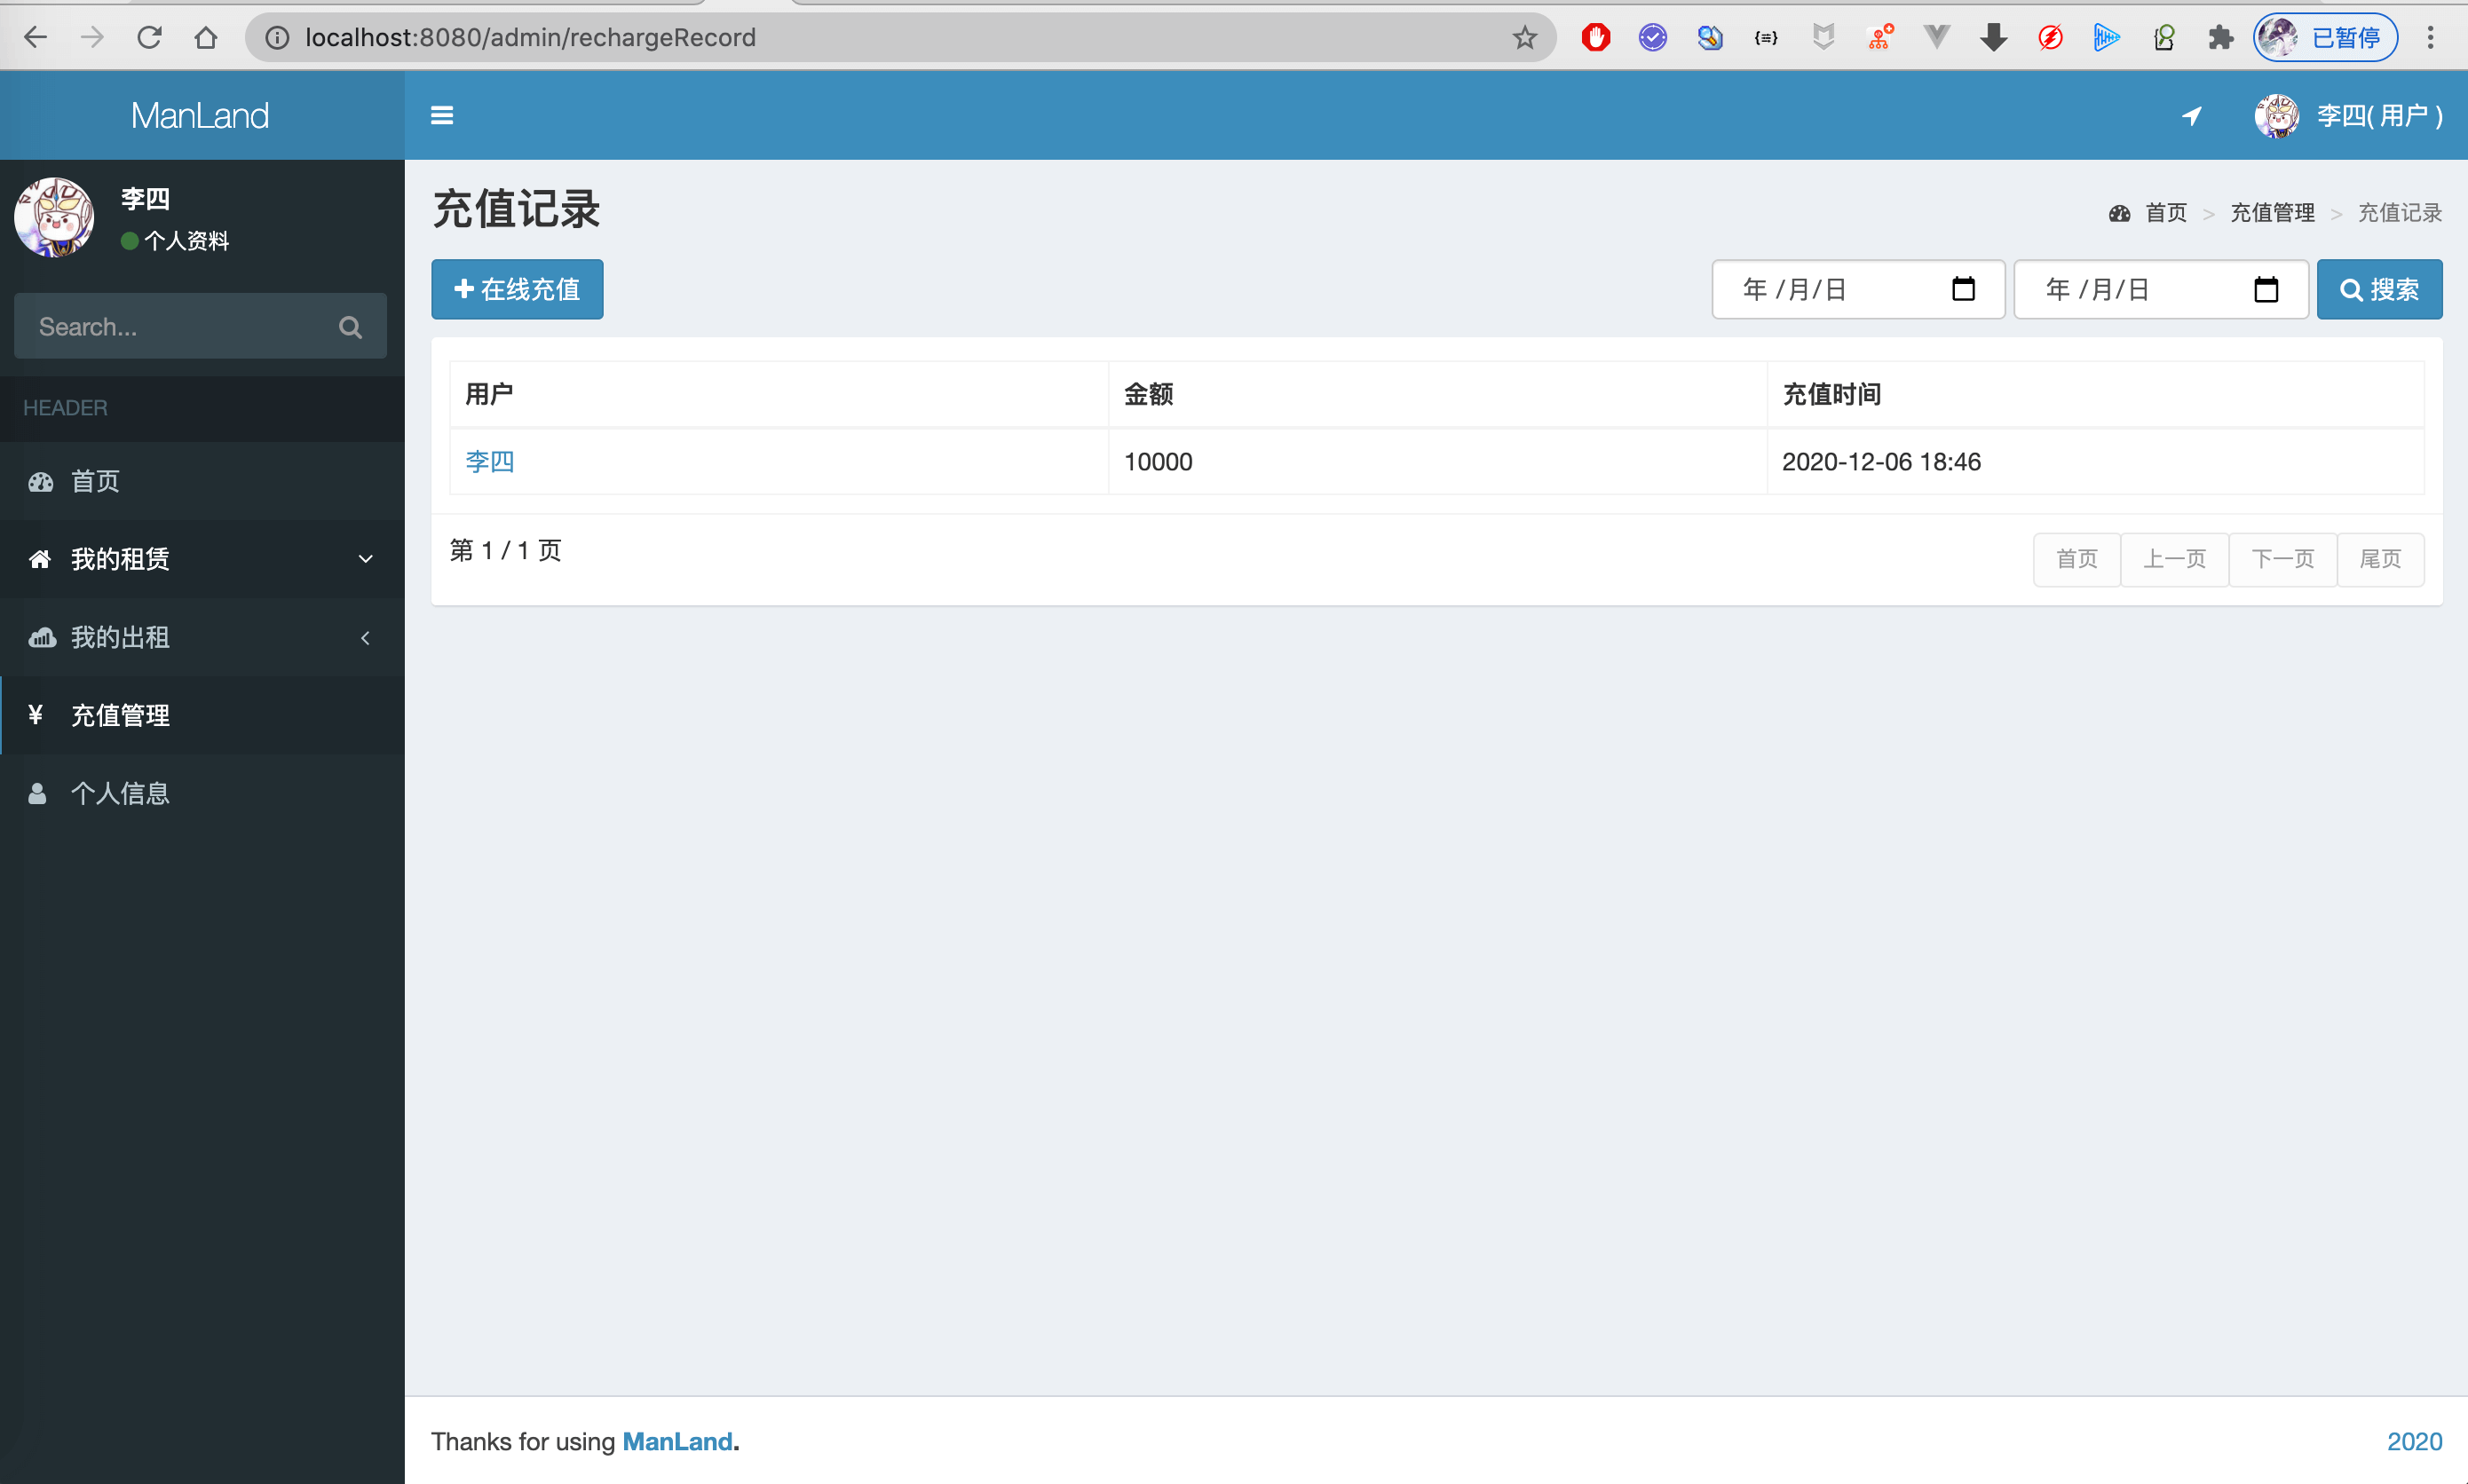 localhost:8080/admin/rechargeRecord
已暂停
ManLand
李四( 用户 )
李四
个人资料
Search...
HEADER
首页
我的租赁
我的出租
¥ 充值管理
个人信息
充值记录
首页 > 充值管理 > 充值记录
在线充值
年 /月/日
年 /月/日
搜索
用户 金额 充值时间
李四 10000 2020-12-06 18:46
第 1 / 1 页
首页 上一页 下一页 尾页
Thanks for using ManLand.
2020